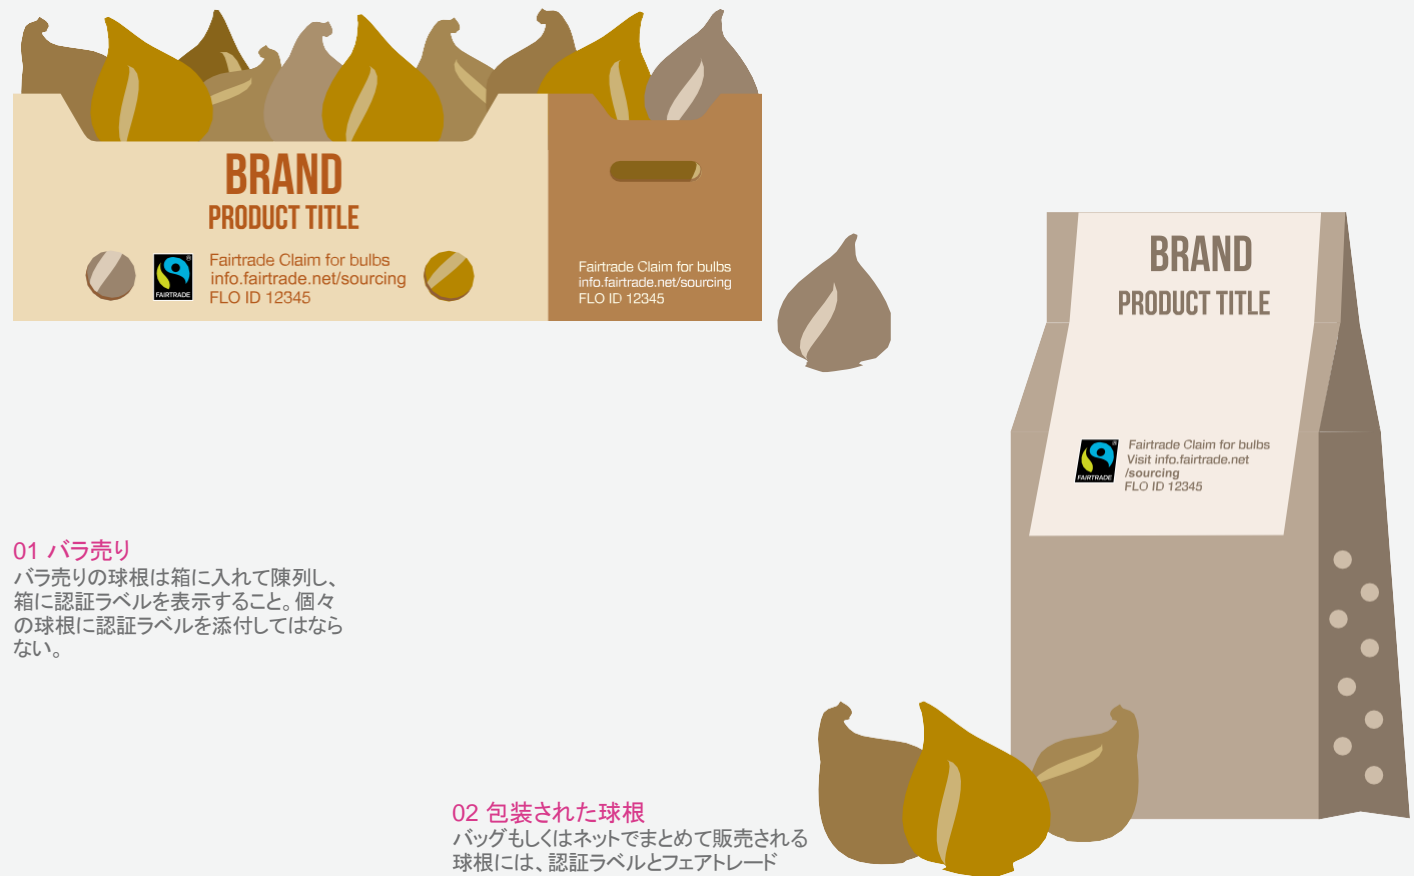 BRAND
PRODUCT TITLE
FAIRTRADE
Fairtrade Claim for bulbs
info.fairtrade.net/sourcing
FLO ID 12345
Fairtrade Claim for bulbs
info.fairtrade.net/sourcing
FLO ID 12345
BRAND
PRODUCT TITLE
FAIRTRADE
Fairtrade Claim for bulbs
Visit info.fairtrade.net
/sourcing
FLO ID 12345
01 バラ売り
バラ売りの球根は箱に入れて陳列し、
箱に認証ラベルを表示すること。個々
の球根に認証ラベルを添付してはなら
ない。
02 包装された球根
バッグもしくはネットでまとめて販売される
球根には、認証ラベルとフェアトレード